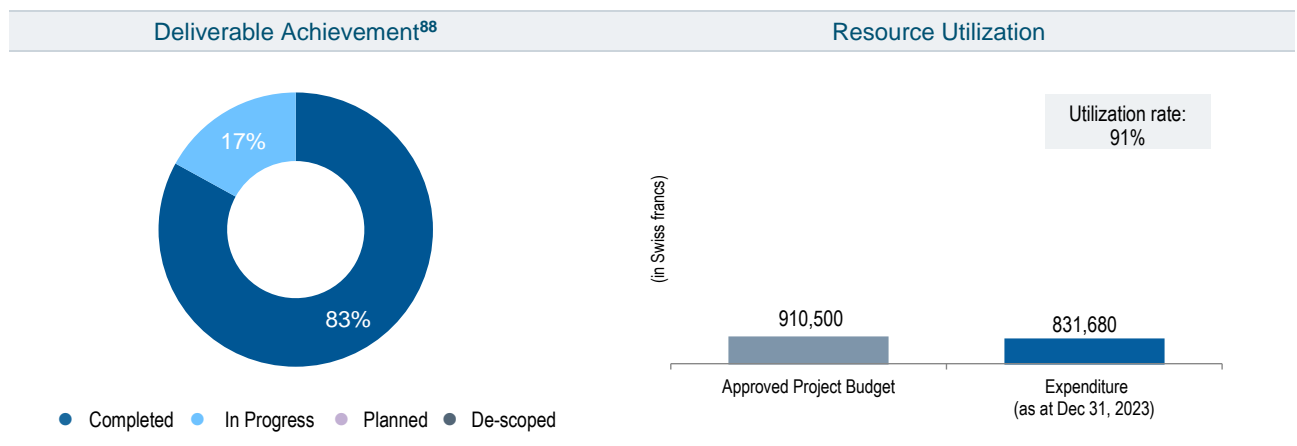 Deliverable Achievement88
Resource Utilization
17%
83%
Completed In Progress Planned De-scoped
Utilization rate:
91%
(in Swiss francs)
910,500
831,680
Approved Project Budget
Expenditure
(as at Dec 31, 2023)